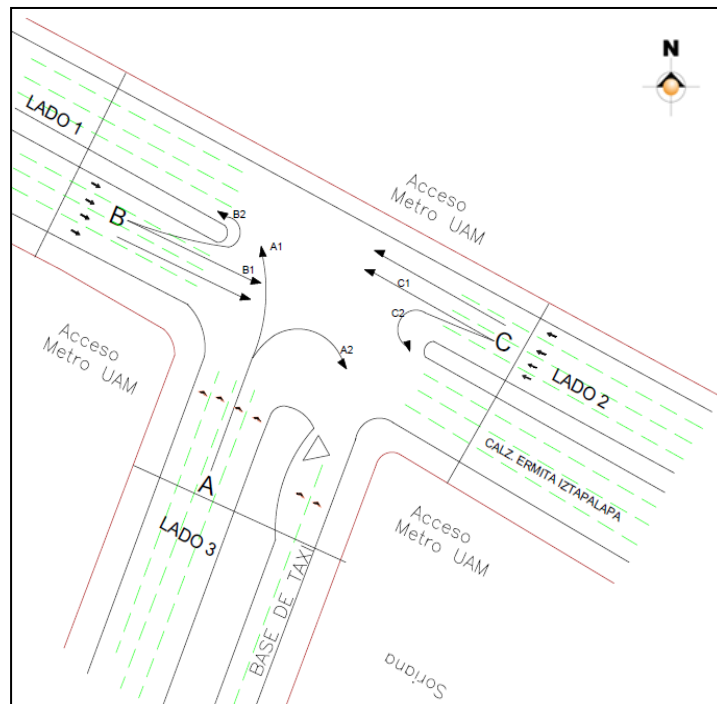 N
LADO 1
Acceso
Metro UAM
B
B2
A1
B1
C1
C2
C
LADO 2
A2
Acceso
Metro UAM
CALZ. ERMITA IZTAPALAPA
A
LADO 3
Acceso
Metro UAM
BASE DE TAXI
Soriana